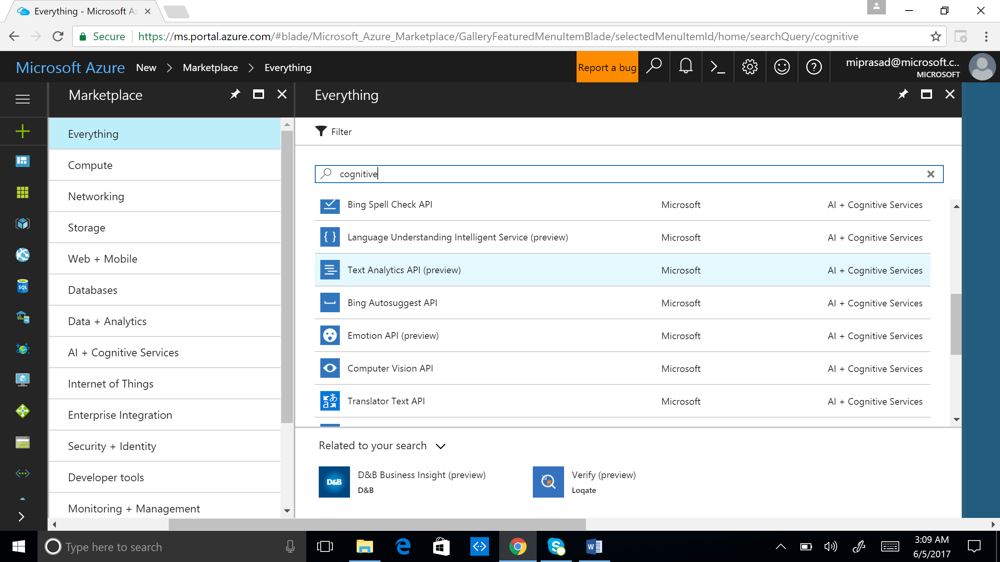 Everything - Microsoft Az
Secure https://ms.portal.azure.com/#blade/Microsoft_Azure_Marketplace/GalleryFeaturedMenuItemBlade/selectedMenuItemId/home/searchQuery/cognitive
Microsoft Azure New Marketplace Everything Report a bug miprasad@microsoft.c...
MICROSOFT
Marketplace
Everything
Compute
Networking
Storage
Web + Mobile
Databases
Data + Analytics
AI + Cognitive Services
Internet of Things
Enterprise Integration
Security + Identity
Developer tools
Monitoring + Management
Everything
Filter
cognitive
Bing Spell Check API Microsoft AI + Cognitive Services
Language Understanding Intelligent Service (preview) Microsoft AI + Cognitive Services
Text Analytics API (preview) Microsoft AI + Cognitive Services
Bing Autosuggest API Microsoft AI + Cognitive Services
Emotion API (preview) Microsoft AI + Cognitive Services
Computer Vision API Microsoft AI + Cognitive Services
Translator Text API Microsoft AI + Cognitive Services
Related to your search
D&B D&B Business Insight (preview)
D&B
Verify (preview)
Loqate
SQL
SQL
Type here to search
3:09 AM
6/5/2017